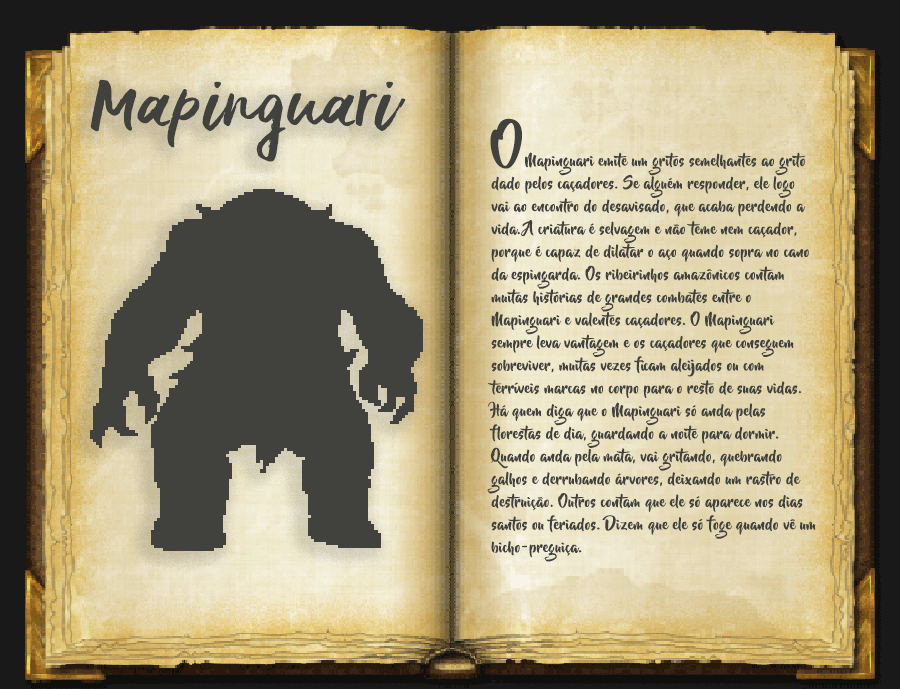 Mapinguari
O Mapinguari emite um gritos semelhantes ao grito
dado pelos caçadores. Se alguém responder, ele logo
vai ao encontro do desavisado, que acaba perdendo a
vida.A criatura é selvagem e não teme nem caçador,
porque é capaz de dilatar o aço quando sopra no cano
da espingarda. Os ribeirinhos amazônicos contam
muitas histórias de grandes combates entre o
Mapinguari e valentes caçadores. O Mapinguari
sempre leva vantagem e os caçadores que conseguem
sobreviver, muitas vezes ficam aleijados ou com
terríveis marcas no corpo para o resto de suas vidas.
Há quem diga que o Mapinguari só anda pelas
florestas de dia, guardando a noite para dormir.
Quando anda pela mata, vai gritando, quebrando
galhos e derrubando árvores, deixando um rastro de
destruição. Outros contam que ele só aparece nos dias
santos ou feriados. Dizem que ele só foge quando vê um
bicho-preguiça.